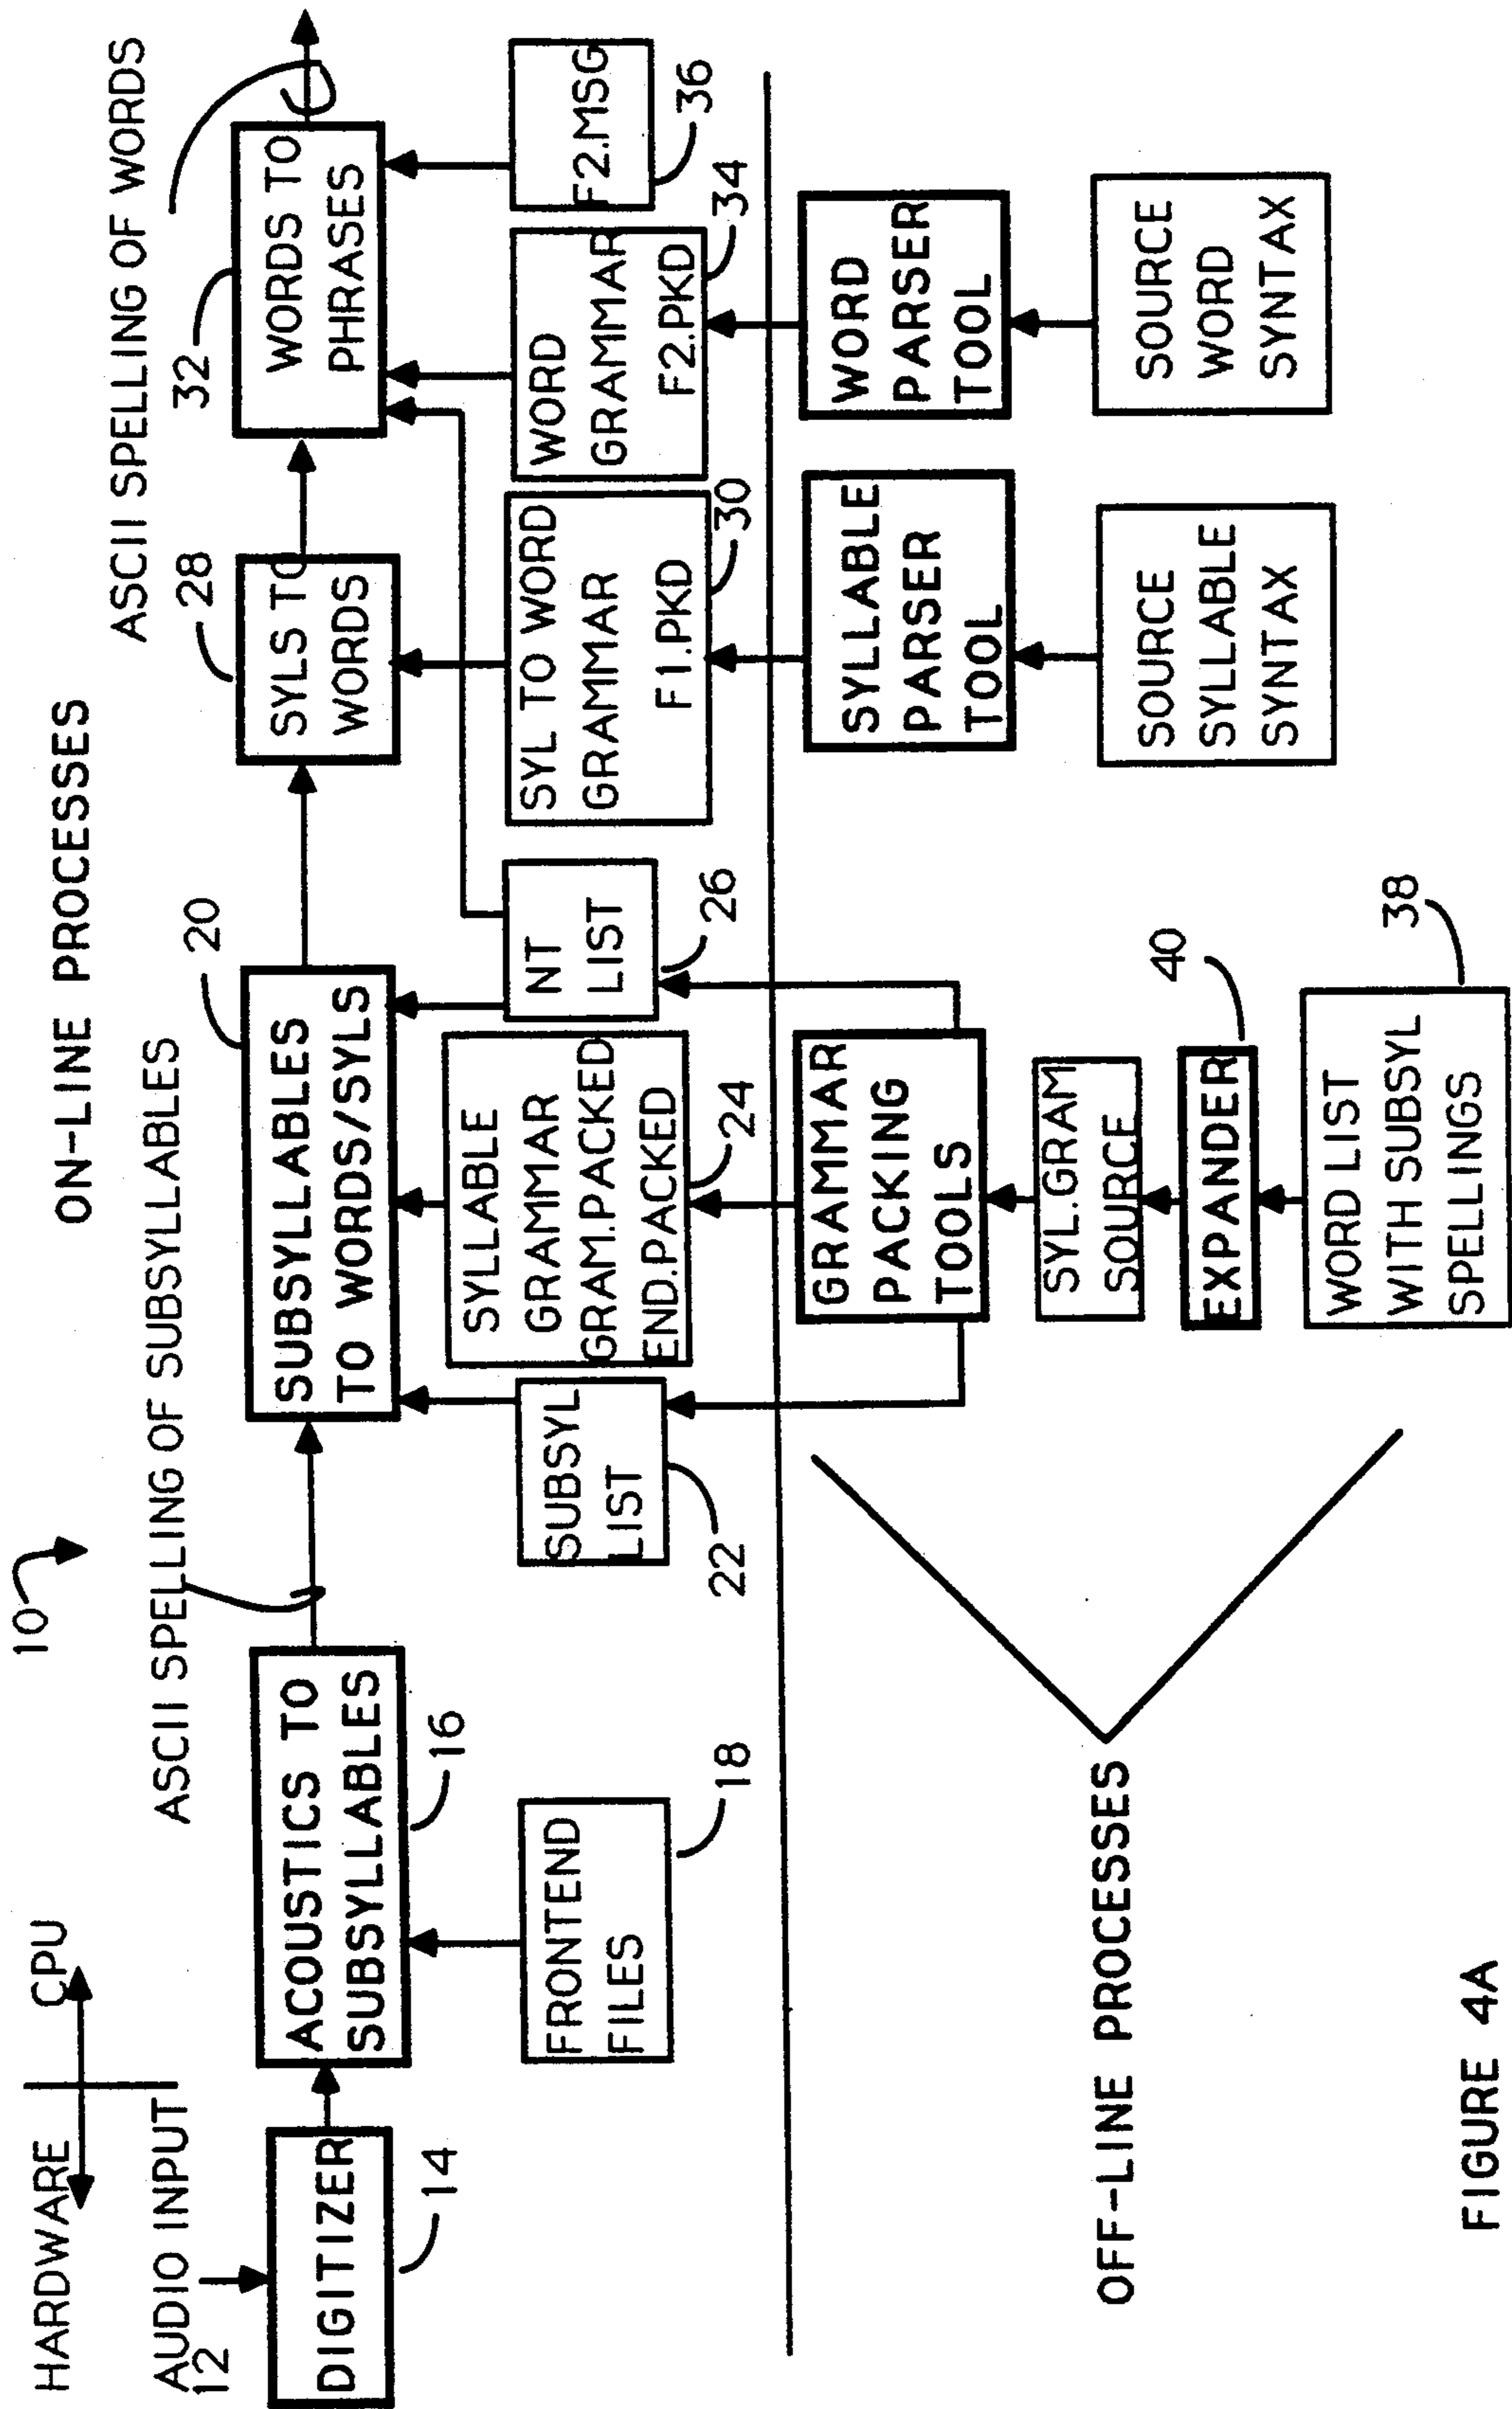 10
HARDWARE
CPU
ON-LINE PROCESSES
AUDIO INPUT
12
ASCII SPELLING OF SUBSYLLABLES
ASCII SPELLING OF WORDS
DIGITIZER
14
ACOUSTICS TO
SUBSYLLABLES
16
SUBSYLLABLES
TO WORDS/SYLS
20
SYLS TO
WORDS
28
WORDS TO
PHRASES
32
FRONTEND
FILES
18
SUBSYL
LIST
22
SYLLABLE
GRAMMAR
GRAM.PACKED
END.PACKED
24
NT
LIST
26
SYL TO WORD
GRAMMAR
F1.PKD
30
WORD
GRAMMAR
F2.PKD
34
F2.MSG
36
OFF-LINE PROCESSES
GRAMMAR
PACKING
TOOLS
SYL.GRAM
SOURCE
EXPANDER
40
WORD LIST
WITH SUBSYL
SPELLINGS
38
SYLLABLE
PARSER
TOOL
SOURCE
SYLLABLE
SYNTAX
WORD
PARSER
TOOL
SOURCE
WORD
SYNTAX
FIGURE 4A